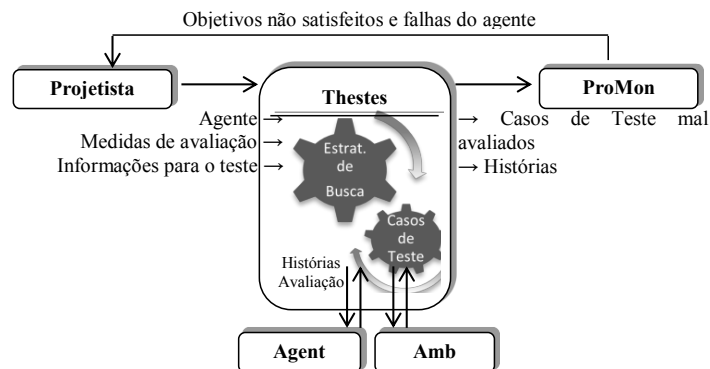 Objetivos não satisfeitos e falhas do agente
Projetista
Thestes
ProMon
Agente →
Medidas de avaliação →
Informações para o teste →
→ Casos de Teste mal
avaliados
→ Histórias
Estrat.
de
Busca
Casos
de
Teste
Histórias
Avaliação
Agent
Amb